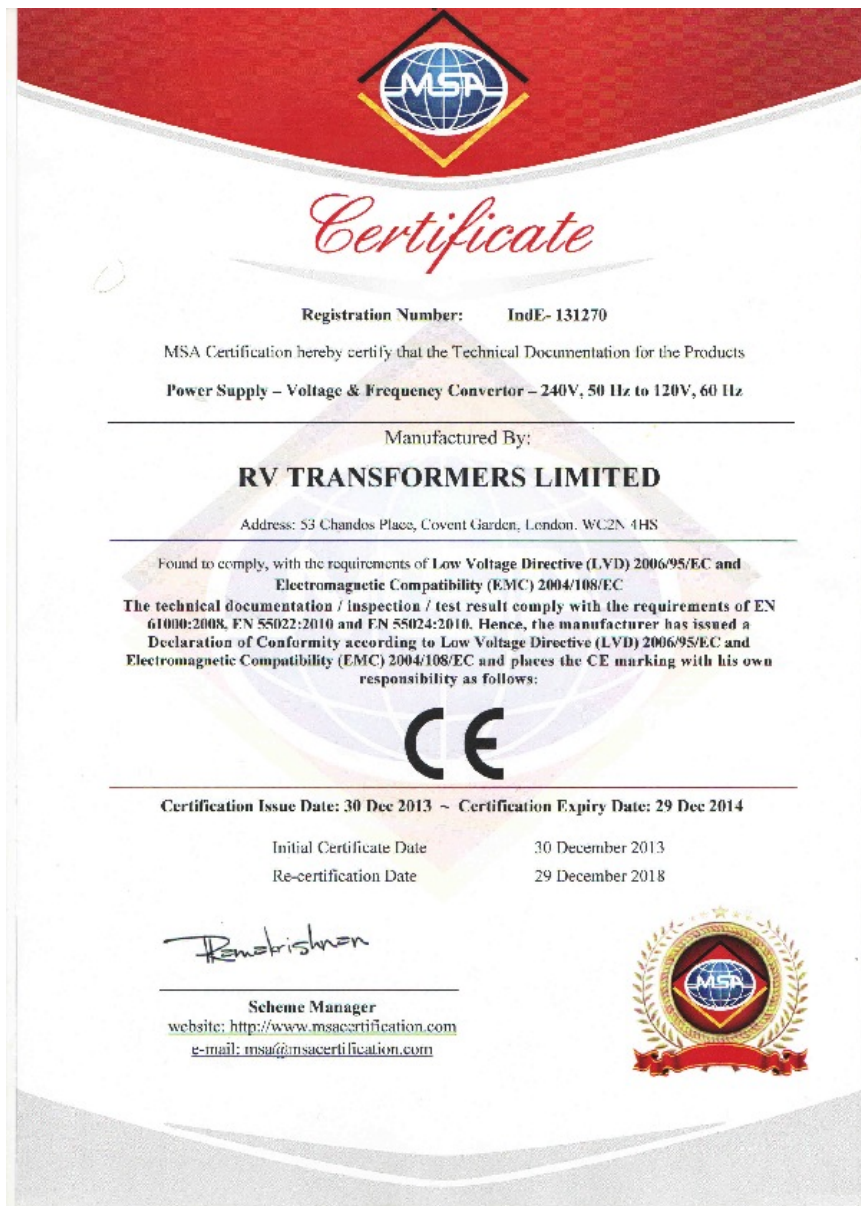 MSA
Certificate
Registration Number: IndE- 131270
MSA Certification hereby certify that the Technical Documentation for the Products
Power Supply – Voltage & Frequency Convertor – 240V, 50 Hz to 120V, 60 Hz
Manufactured By:
RV TRANSFORMERS LIMITED
Address: 53 Chandos Place, Covent Garden, London. WC2N 4HS
Found to comply, with the requirements of Low Voltage Directive (LVD) 2006/95/EC and
Electromagnetic Compatibility (EMC) 2004/108/EC
The technical documentation / inspection / test result comply with the requirements of EN
61000:2008, EN 55022:2010 and EN 55024:2010. Hence, the manufacturer has issued a
Declaration of Conformity according to Low Voltage Directive (LVD) 2006/95/EC and
Electromagnetic Compatibility (EMC) 2004/108/EC and places the CE marking with his own
responsibility as follows:
CE
Certification Issue Date: 30 Dec 2013 ~ Certification Expiry Date: 29 Dec 2014
Initial Certificate Date 30 December 2013
Re-certification Date 29 December 2018
Ramakrishnan
Scheme Manager
website: http://www.msacertification.com
e-mail: msa@msacertification.com
MSA